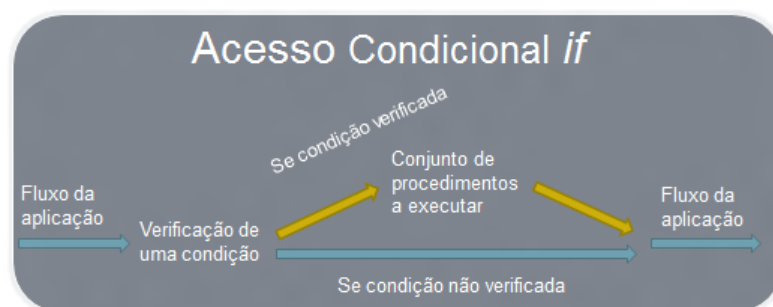 Acesso Condicional if
Se condição verificada
Conjunto de
procedimentos
a executar
Fluxo da
aplicação
Verificação de
uma condição
Fluxo da
aplicação
Se condição não verificada